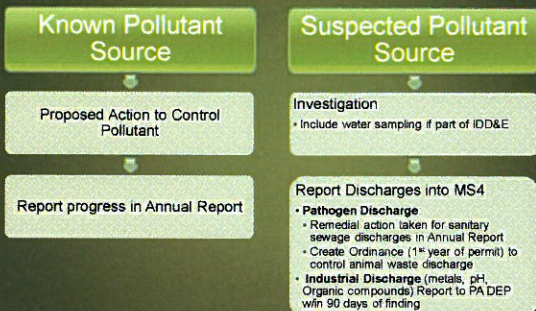 Known Pollutant
Source
Proposed Action to Control
Pollutant
Report progress in Annual Report
Suspected Pollutant
Source
Investigation
• Include water sampling if part of IDD&E
Report Discharges into MS4
• Pathogen Discharge
• Remedial action taken for sanitary
sewage discharges in Annual Report
• Create Ordinance (1st year of permit) to
control animal waste discharge
• Industrial Discharge (metals, pH,
Organic compounds) Report to PA DEP
w/in 90 days of finding